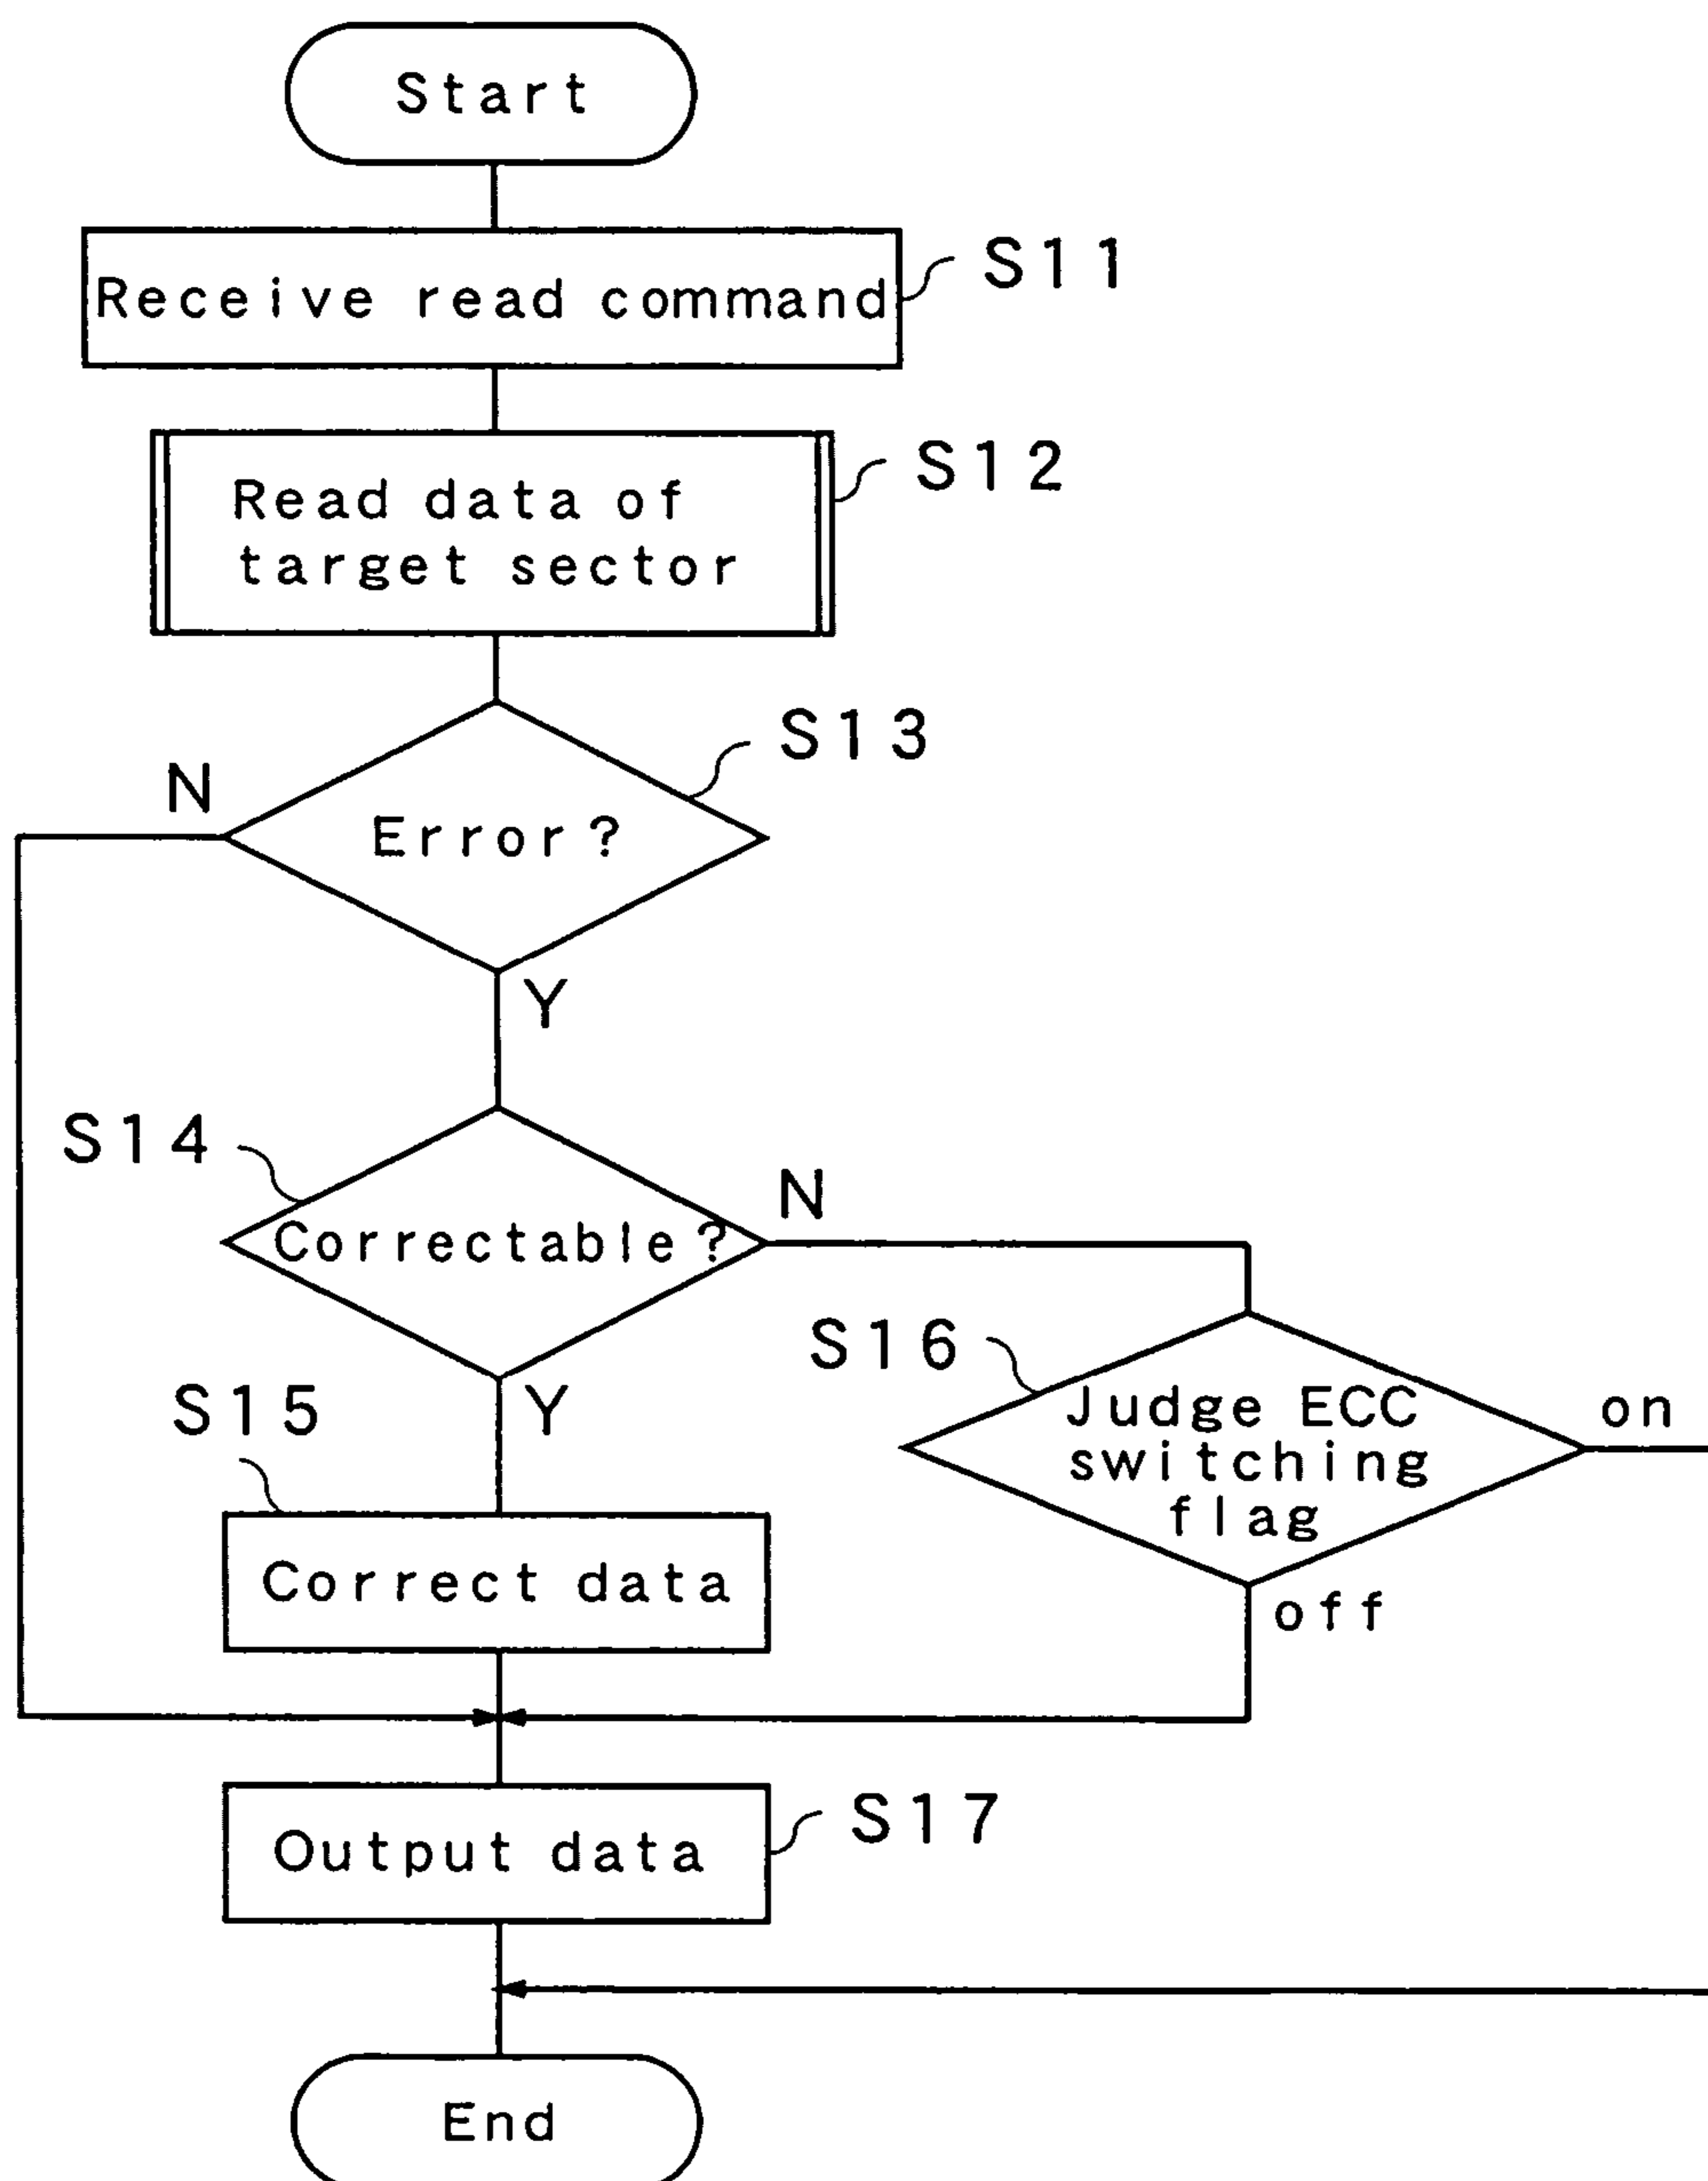 Start
Receive read command
S11
Read data of
target sector
S12
S13
N
Error?
Y
S14
Correctable?
N
S16
Judge ECC
switching
flag
on
S15
Y
Correct data
off
Output data
S17
End